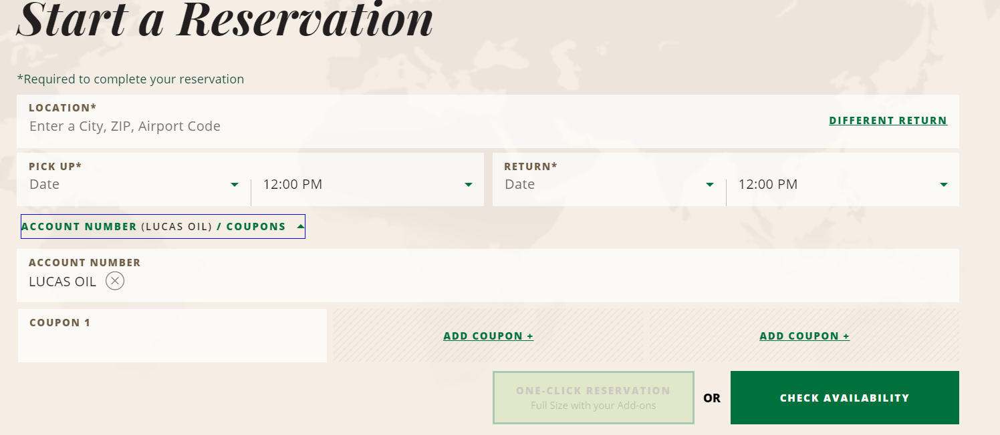 Start a Reservation
*Required to complete your reservation
LOCATION*
Enter a City, ZIP, Airport Code
DIFFERENT RETURN
PICK UP*
Date
12:00 PM
RETURN*
Date
12:00 PM
ACCOUNT NUMBER (LUCAS OIL) / COUPONS
ACCOUNT NUMBER
LUCAS OIL
COUPON 1
ADD COUPON +
ADD COUPON +
ONE-CLICK RESERVATION
Full Size with your Add-ons
OR
CHECK AVAILABILITY